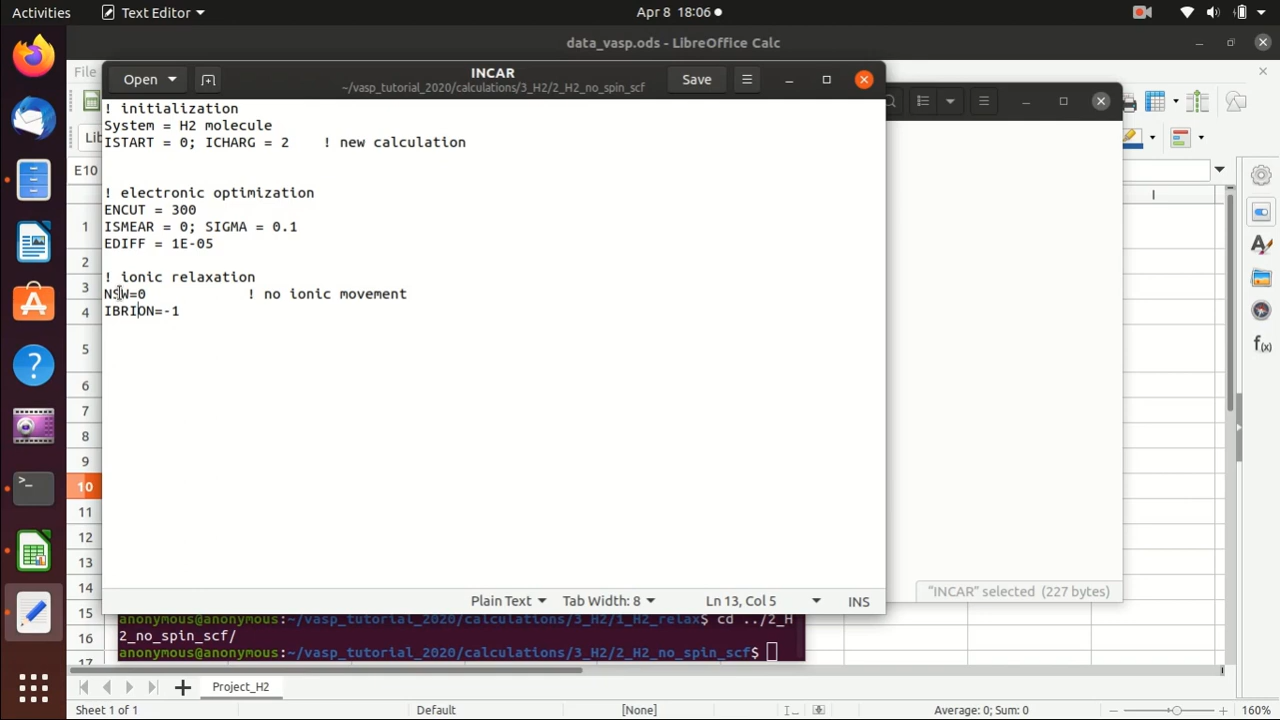 Activities
Text Editor
Apr 8 18:06
data_vasp.ods - LibreOffice Calc
File
Open
INCAR
~/vasp_tutorial_2020/calculations/3_H2/2_H2_no_spin_scf
Save
Lib
E10
! initialization
System = H2 molecule
ISTART = 0; ICHARG = 2 ! new calculation
! electronic optimization
ENCUT = 300
ISMEAR = 0; SIGMA = 0.1
EDIFF = 1E-05
! ionic relaxation
NSW=0 ! no ionic movement
IBRION=-1
I
1
2
3
4
5
6
7
8
9
10
11
12
13
14
15
16
17
"INCAR" selected (227 bytes)
Plain Text
Tab Width: 8
Ln 13, Col 5
INS
anonymous@anonymous:~/vasp_tutorial_2020/calculations/3_H2/1_H2_relax$ cd ../2_H
2_no_spin_scf/
anonymous@anonymous:~/vasp_tutorial_2020/calculations/3_H2/2_H2_no_spin_scf$
Project_H2
Sheet 1 of 1
Default
[None]
Average: 0; Sum: 0
160%